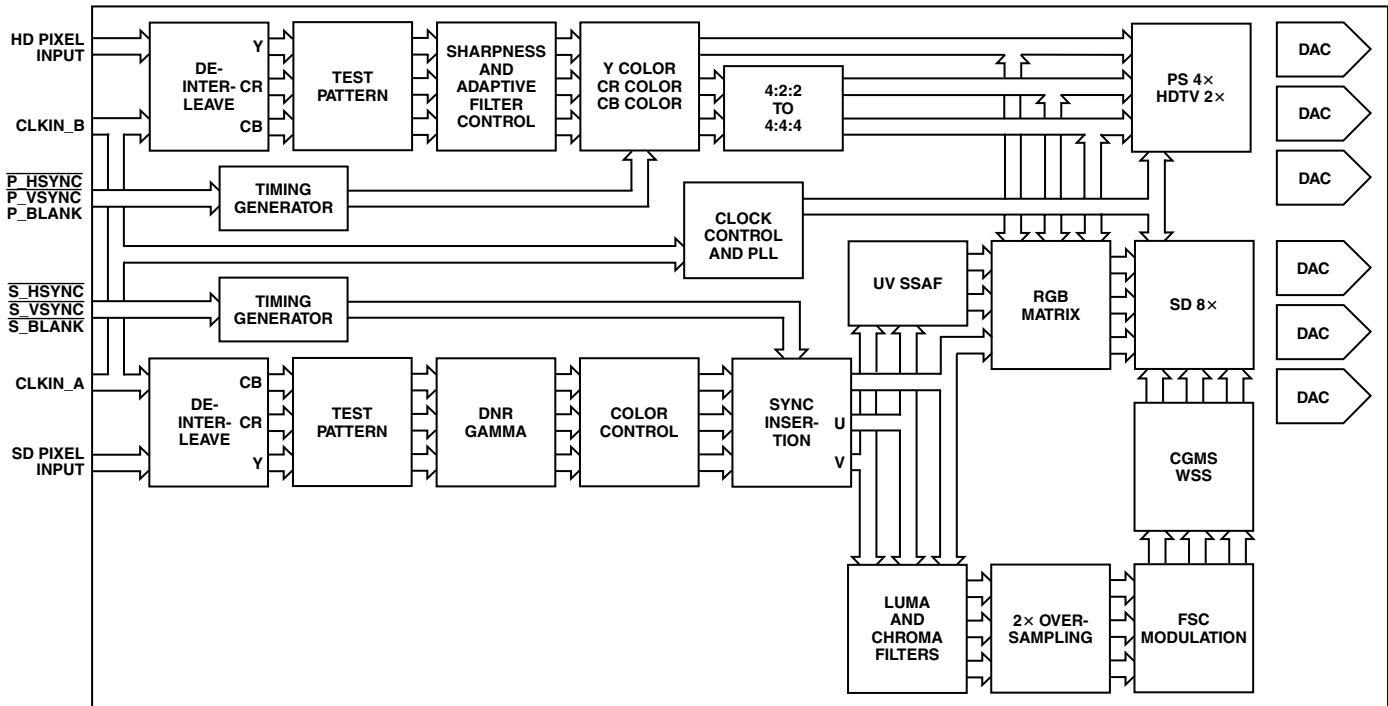 HD PIXEL
INPUT
CLKIN_B
P_HSYNC
P_VSYNC
P_BLANK
S_HSYNC
S_VSYNC
S_BLANK
CLKIN_A
SD PIXEL
INPUT
DE-
INTER-
LEAVE
Y
CR
CB
TEST
PATTERN
SHARPNESS
AND
ADAPTIVE
FILTER
CONTROL
Y COLOR
CR COLOR
CB COLOR
4:2:2
TO
4:4:4
PS 4×
HDTV 2×
DAC
DAC
DAC
TIMING
GENERATOR
CLOCK
CONTROL
AND PLL
TIMING
GENERATOR
UV SSAF
RGB
MATRIX
SD 8×
DAC
DAC
DAC
DE-
INTER-
LEAVE
CB
CR
Y
TEST
PATTERN
DNR
GAMMA
COLOR
CONTROL
SYNC
INSER-
TION
U
V
CGMS
WSS
LUMA
AND
CHROMA
FILTERS
2× OVER-
SAMPLING
FSC
MODULATION